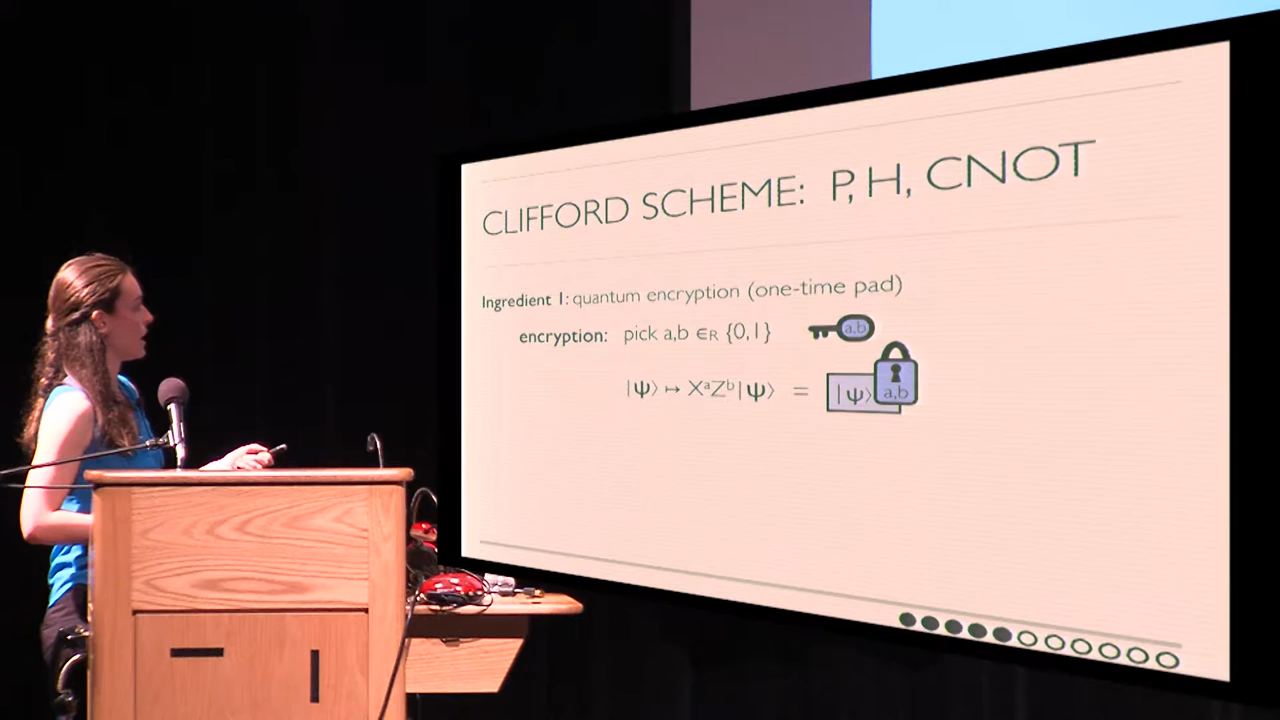 CLIFFORD SCHEME: P, H, CNOT
Ingredient 1: quantum encryption (one-time pad)
encryption: pick a,b ∈R {0,1} a,b
|ψ⟩ ↦ XᵃZᵇ|ψ⟩ = |ψ⟩ a,b